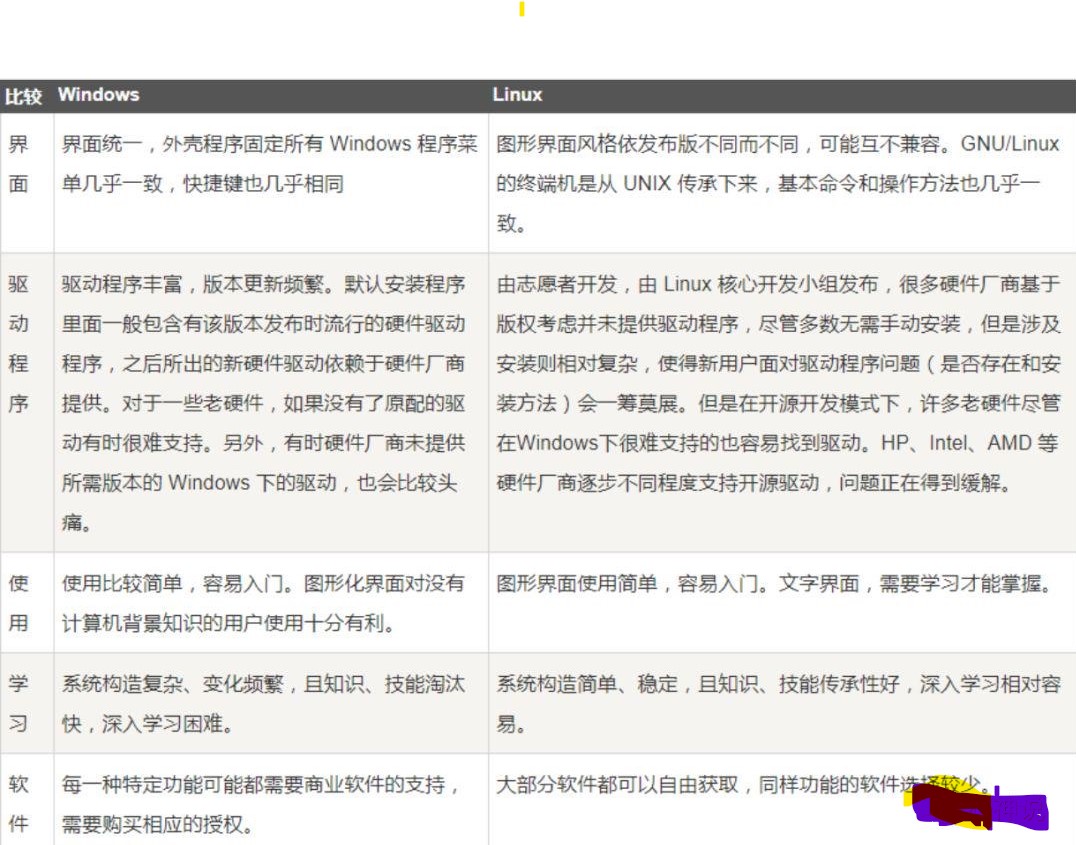 比较 Windows Linux
界面
界面统一，外壳程序固定所有 Windows 程序菜
单几乎一致，快捷键也几乎相同
图形界面风格依发布版不同而不同，可能互不兼容。GNU/Linux
的终端机是从 UNIX 传承下来，基本命令和操作方法也几乎一
致。
驱动程序
驱动程序丰富，版本更新频繁。默认安装程序
里面一般包含有该版本发布时流行的硬件驱动
程序，之后所出的新硬件驱动依赖于硬件厂商
提供。对于一些老硬件，如果没有了原配的驱
动有时很难支持。另外，有时硬件厂商未提供
所需版本的 Windows 下的驱动，也会比较头
痛。
由志愿者开发，由 Linux 核心开发小组发布，很多硬件厂商基于
版权考虑并未提供驱动程序，尽管多数无需手动安装，但是涉及
安装则相对复杂，使得新用户面对驱动程序问题（是否存在和安
装方法）会一筹莫展。但是在开源开发模式下，许多老硬件尽管
在Windows下很难支持的也容易找到驱动。HP、Intel、AMD 等
硬件厂商逐步不同程度支持开源驱动，问题正在得到缓解。
使用
使用比较简单，容易入门。图形化界面对没有
计算机背景知识的用户使用十分有利。
图形界面使用简单，容易入门。文字界面，需要学习才能掌握。
学习
系统构造复杂、变化频繁，且知识、技能淘汰
快，深入学习困难。
系统构造简单、稳定，且知识、技能传承性好，深入学习相对容
易。
软件
每一种特定功能可能都需要商业软件的支持，
需要购买相应的授权。
大部分软件都可以自由获取，同样功能的软件选择较少。